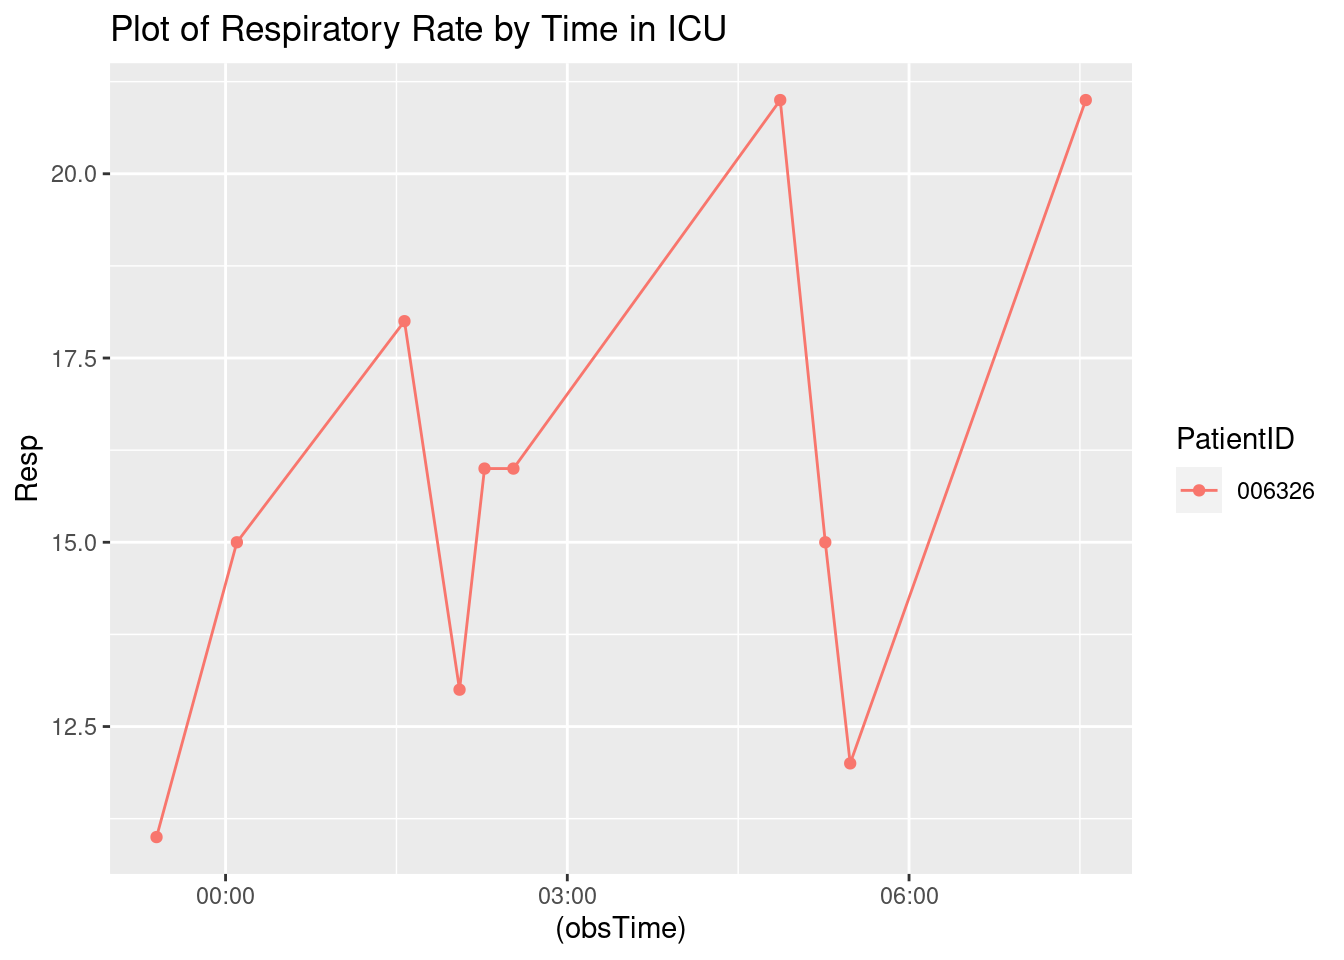 Plot of Respiratory Rate by Time in ICU
Resp
20.0
17.5
15.0
12.5
00:00 03:00 06:00
(obsTime)
PatientID
006326